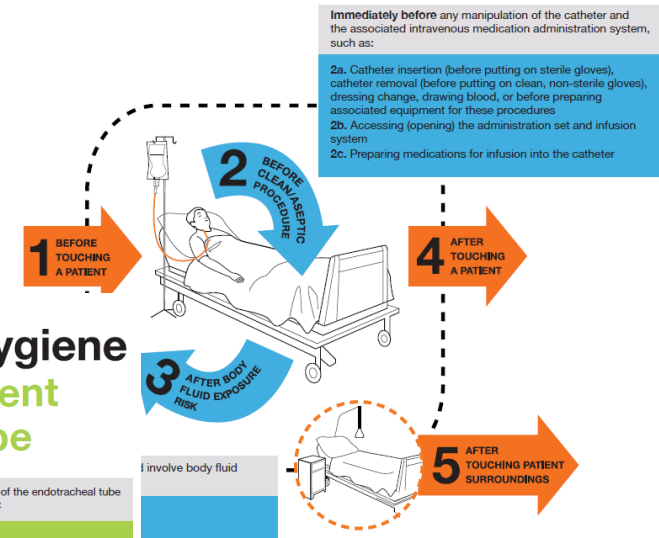 Immediately before any manipulation of the catheter and
the associated intravenous medication administration system,
such as:
2a. Catheter insertion (before putting on sterile gloves),
catheter removal (before putting on clean, non-sterile gloves),
dressing change, drawing blood, or before preparing
associated equipment for these procedures
2b. Accessing (opening) the administration set and infusion
system
2c. Preparing medications for infusion into the catheter
1 BEFORE
TOUCHING
A PATIENT
2 BEFORE
CLEAN/ASEPTIC
PROCEDURE
3 AFTER BODY
FLUID EXPOSURE
RISK
4 AFTER
TOUCHING
A PATIENT
5 AFTER
TOUCHING PATIENT
SURROUNDINGS
ygiene
ent
be
of the endotracheal tube
involve body fluid